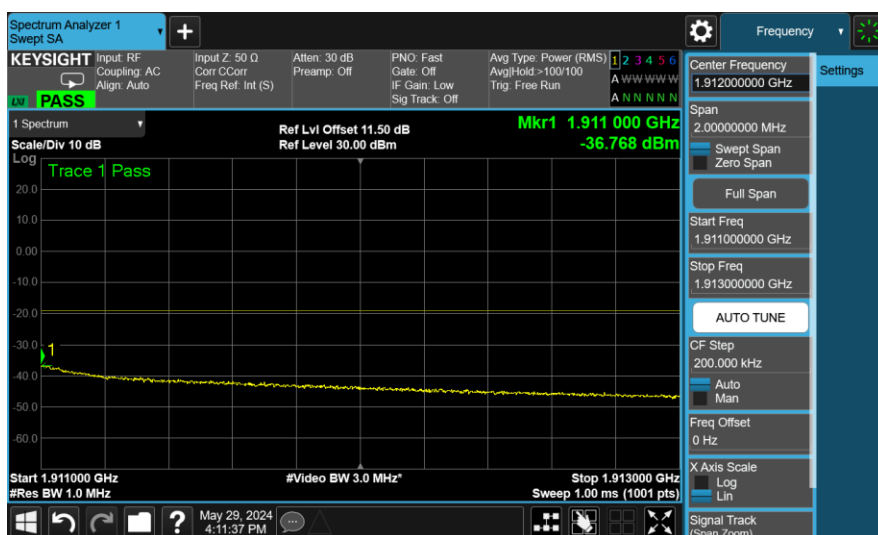 Spectrum Analyzer 1
Swept SA
KEYSIGHT
LXI
PASS
Input: RF
Coupling: AC
Align: Auto
Input Z: 50 Ω
Corr CCorr
Freq Ref: Int (S)
Atten: 30 dB
Preamp: Off
PNO: Fast
Gate: Off
IF Gain: Low
Sig Track: Off
Avg Type: Power (RMS)
Avg|Hold:>100/100
Trig: Free Run
1 2 3 4 5 6
A W W W W W
A N N N N N
1 Spectrum
Scale/Div 10 dB
Ref Lvl Offset 11.50 dB
Ref Level 30.00 dBm
Mkr1 1.911 000 GHz
-36.768 dBm
Log
Trace 1 Pass
20.0
10.0
0.00
-10.0
-20.0
-30.0
1
-40.0
-50.0
-60.0
Start 1.911000 GHz
#Res BW 1.0 MHz
#Video BW 3.0 MHz*
Stop 1.913000 GHz
Sweep 1.00 ms (1001 pts)
?
May 29, 2024
4:11:37 PM
Frequency
Settings
Center Frequency
1.912000000 GHz
Span
2.00000000 MHz
Swept Span
Zero Span
Full Span
Start Freq
1.911000000 GHz
Stop Freq
1.913000000 GHz
AUTO TUNE
CF Step
200.000 kHz
Auto
Man
Freq Offset
0 Hz
X Axis Scale
Log
Lin
Signal Track
(Span Zoom)